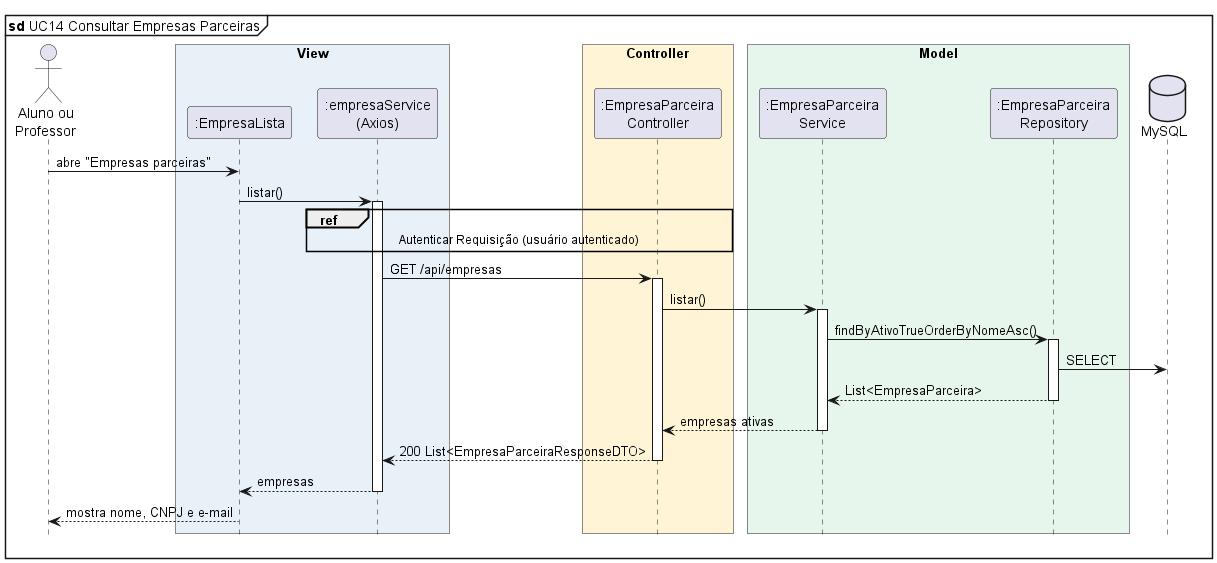 sd UC14 Consultar Empresas Parceiras
View
Controller
Model
Aluno ou
Professor
:EmpresaLista
:empresaService
(Axios)
:EmpresaParceira
Controller
:EmpresaParceira
Service
:EmpresaParceira
Repository
MySQL
abre "Empresas parceiras"
listar()
ref
Autenticar Requisição (usuário autenticado)
GET /api/empresas
listar()
findByAtivoTrueOrderByNomeAsc()
SELECT
List<EmpresaParceira>
empresas ativas
200 List<EmpresaParceiraResponseDTO>
empresas
mostra nome, CNPJ e e-mail